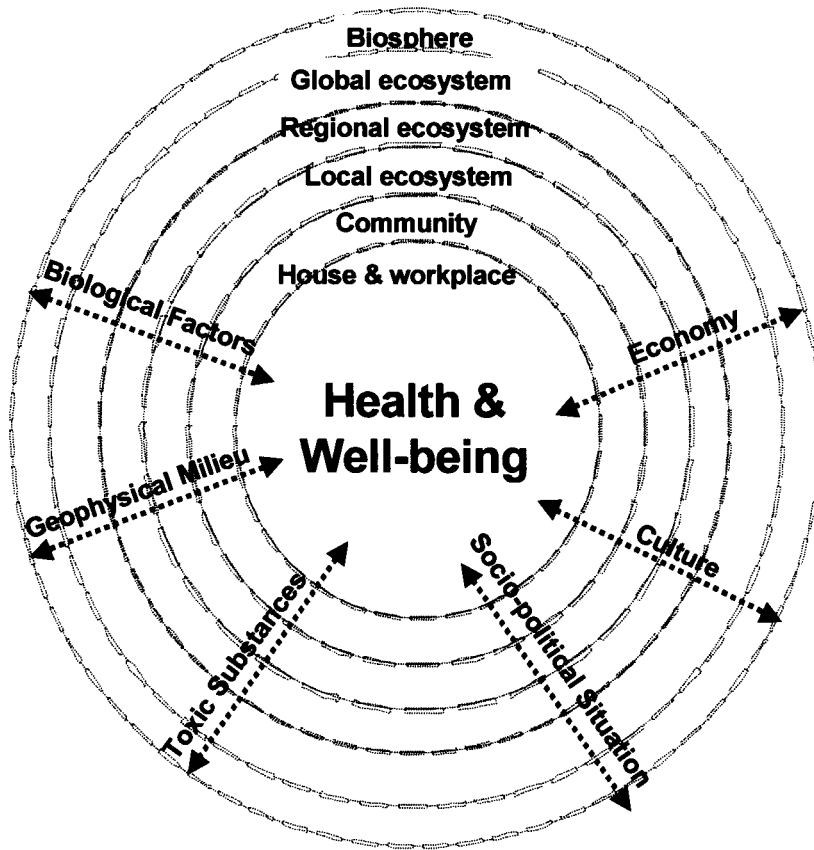 Biosphere
Global ecosystem
Regional ecosystem
Local ecosystem
Community
House & workplace
Biological Factors
Economy
Health &
Well-being
Geophysical Milieu
Culture
Toxic Substances
Socio political Situation